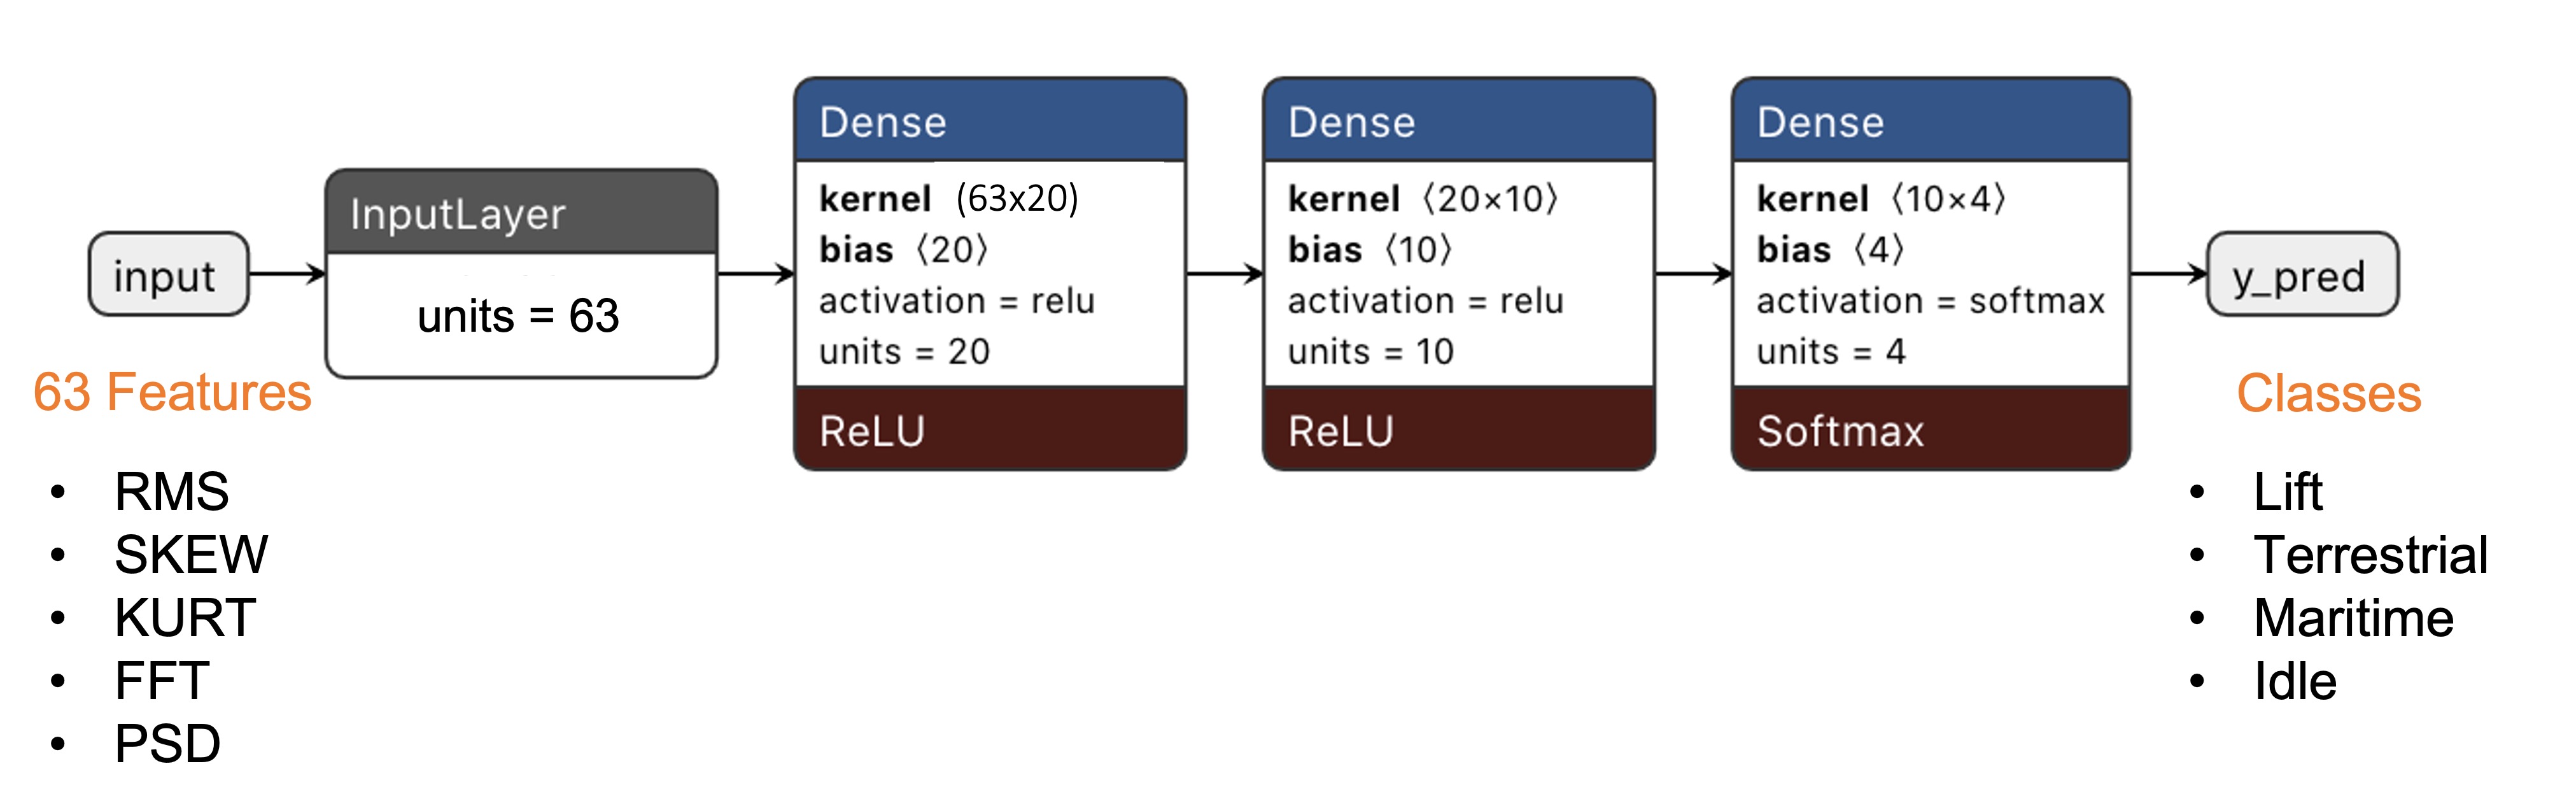 input
63 Features
• RMS
• SKEW
• KURT
• FFT
• PSD
InputLayer
units = 63
Dense
kernel (63x20)
bias ⟨20⟩
activation = relu
units = 20
ReLU
Dense
kernel ⟨20×10⟩
bias ⟨10⟩
activation = relu
units = 10
ReLU
Dense
kernel ⟨10×4⟩
bias ⟨4⟩
activation = softmax
units = 4
Softmax
y_pred
Classes
• Lift
• Terrestrial
• Maritime
• Idle